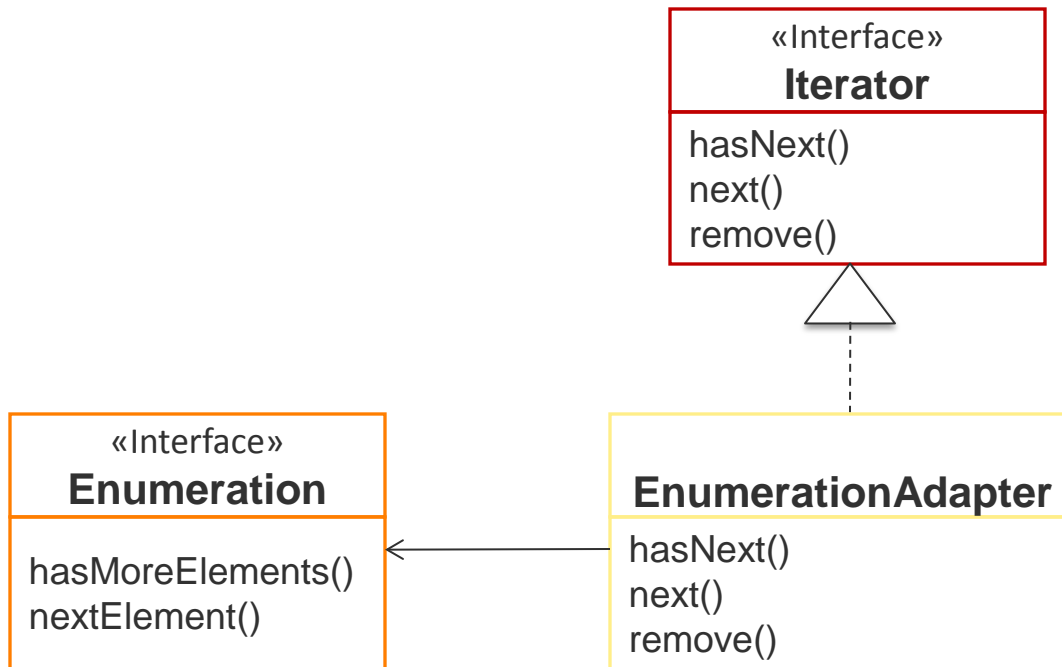 «Interface»
Iterator
hasNext()
next()
remove()
«Interface»
Enumeration
hasMoreElements()
nextElement()
EnumerationAdapter
hasNext()
next()
remove()